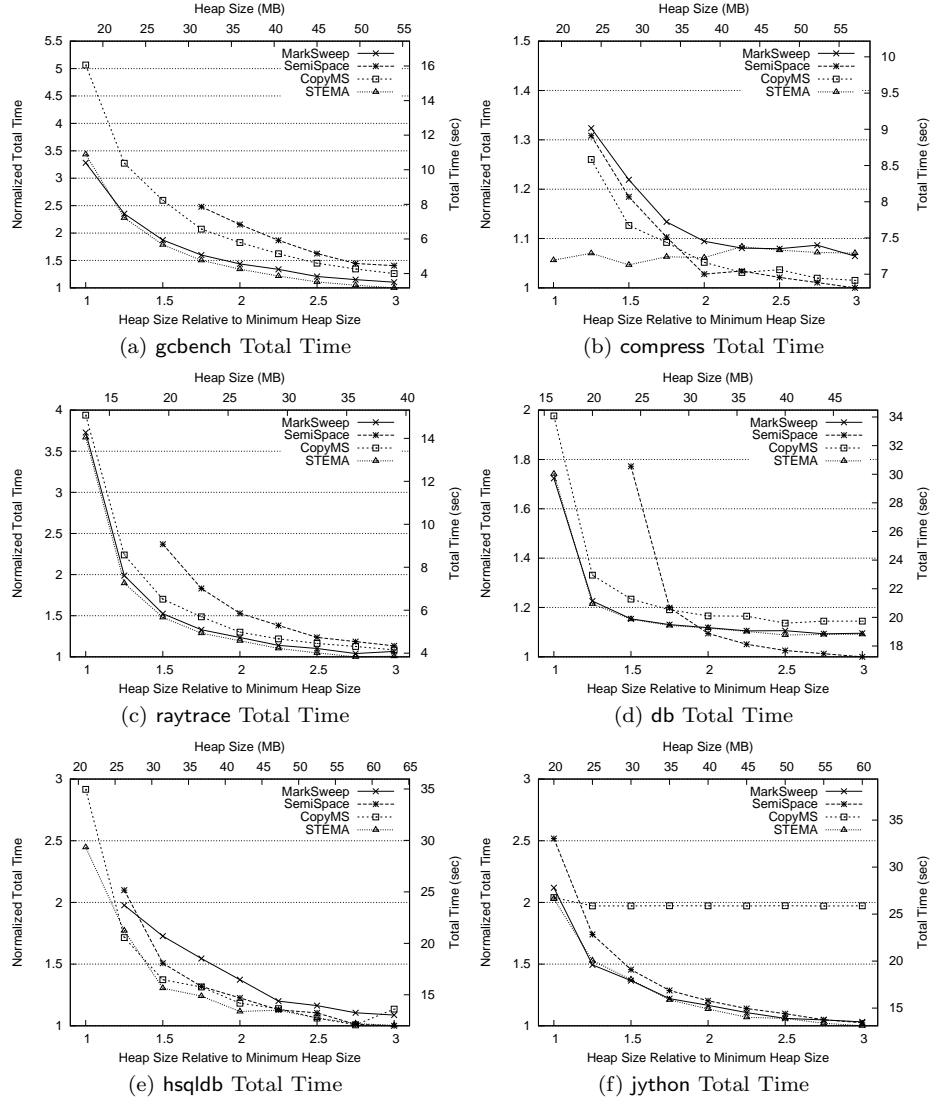 Heap Size (MB)
20 25 30 35 40 45 50 55
5.5
5
4.5
4
3.5
3
2.5
2
1.5
1
Normalized Total Time
MarkSweep
SemiSpace
CopyMS
STEMA
16
14
12
10
8
6
4
Total Time (sec)
1 1.5 2 2.5 3
Heap Size Relative to Minimum Heap Size
(a) gcbench Total Time
Heap Size (MB)
20 25 30 35 40 45 50 55
1.5
1.4
1.3
1.2
1.1
1
Normalized Total Time
MarkSweep
SemiSpace
CopyMS
STEMA
10
9.5
9
8.5
8
7.5
7
Total Time (sec)
1 1.5 2 2.5 3
Heap Size Relative to Minimum Heap Size
(b) compress Total Time
Heap Size (MB)
15 20 25 30 35 40
4
3.5
3
2.5
2
1.5
1
Normalized Total Time
MarkSweep
SemiSpace
CopyMS
STEMA
14
12
10
8
6
4
Total Time (sec)
1 1.5 2 2.5 3
Heap Size Relative to Minimum Heap Size
(c) raytrace Total Time
Heap Size (MB)
15 20 25 30 35 40 45
2
1.8
1.6
1.4
1.2
1
Normalized Total Time
MarkSweep
SemiSpace
CopyMS
STEMA
34
32
30
28
26
24
22
20
18
Total Time (sec)
1 1.5 2 2.5 3
Heap Size Relative to Minimum Heap Size
(d) db Total Time
Heap Size (MB)
20 25 30 35 40 45 50 55 60 65
3
2.5
2
1.5
1
Normalized Total Time
MarkSweep
SemiSpace
CopyMS
STEMA
35
30
25
20
15
Total Time (sec)
1 1.5 2 2.5 3
Heap Size Relative to Minimum Heap Size
(e) hsqldb Total Time
Heap Size (MB)
20 25 30 35 40 45 50 55 60
3
2.5
2
1.5
1
Normalized Total Time
MarkSweep
SemiSpace
CopyMS
STEMA
35
30
25
20
15
Total Time (sec)
1 1.5 2 2.5 3
Heap Size Relative to Minimum Heap Size
(f) jython Total Time